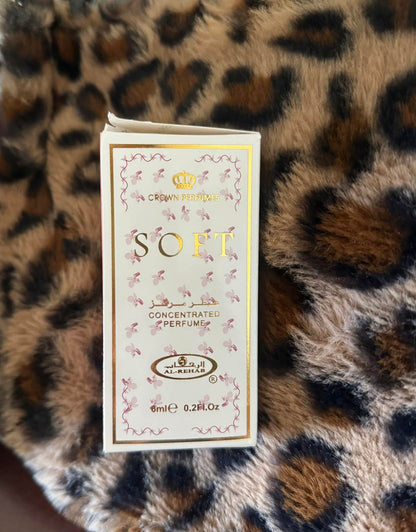 CROWN PERFUMES
SOFT
عطر مركز
CONCENTRATED
PERFUME
الرحاب
AL-REHAB
®
6ml℮ 0.2Fl.Oz